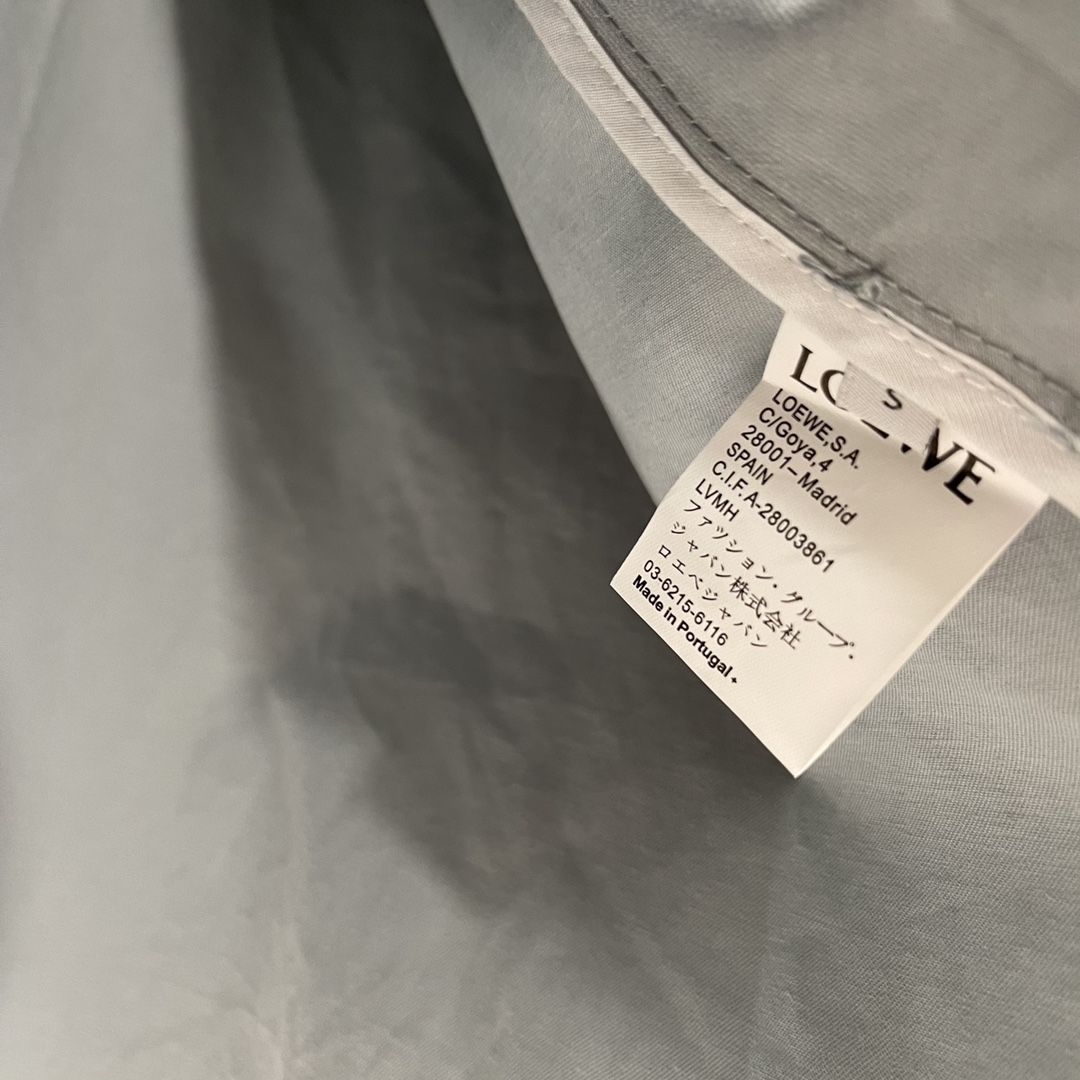 LOEWE
S
LOEWE,S.A.
C/Goya,4
28001-Madrid
SPAIN
C.I.F.A-28003861
LVMH
ファッション・グループ.
ジャパン株式会社
ロエベジャパン
03-6215-6116
Made in Portugal